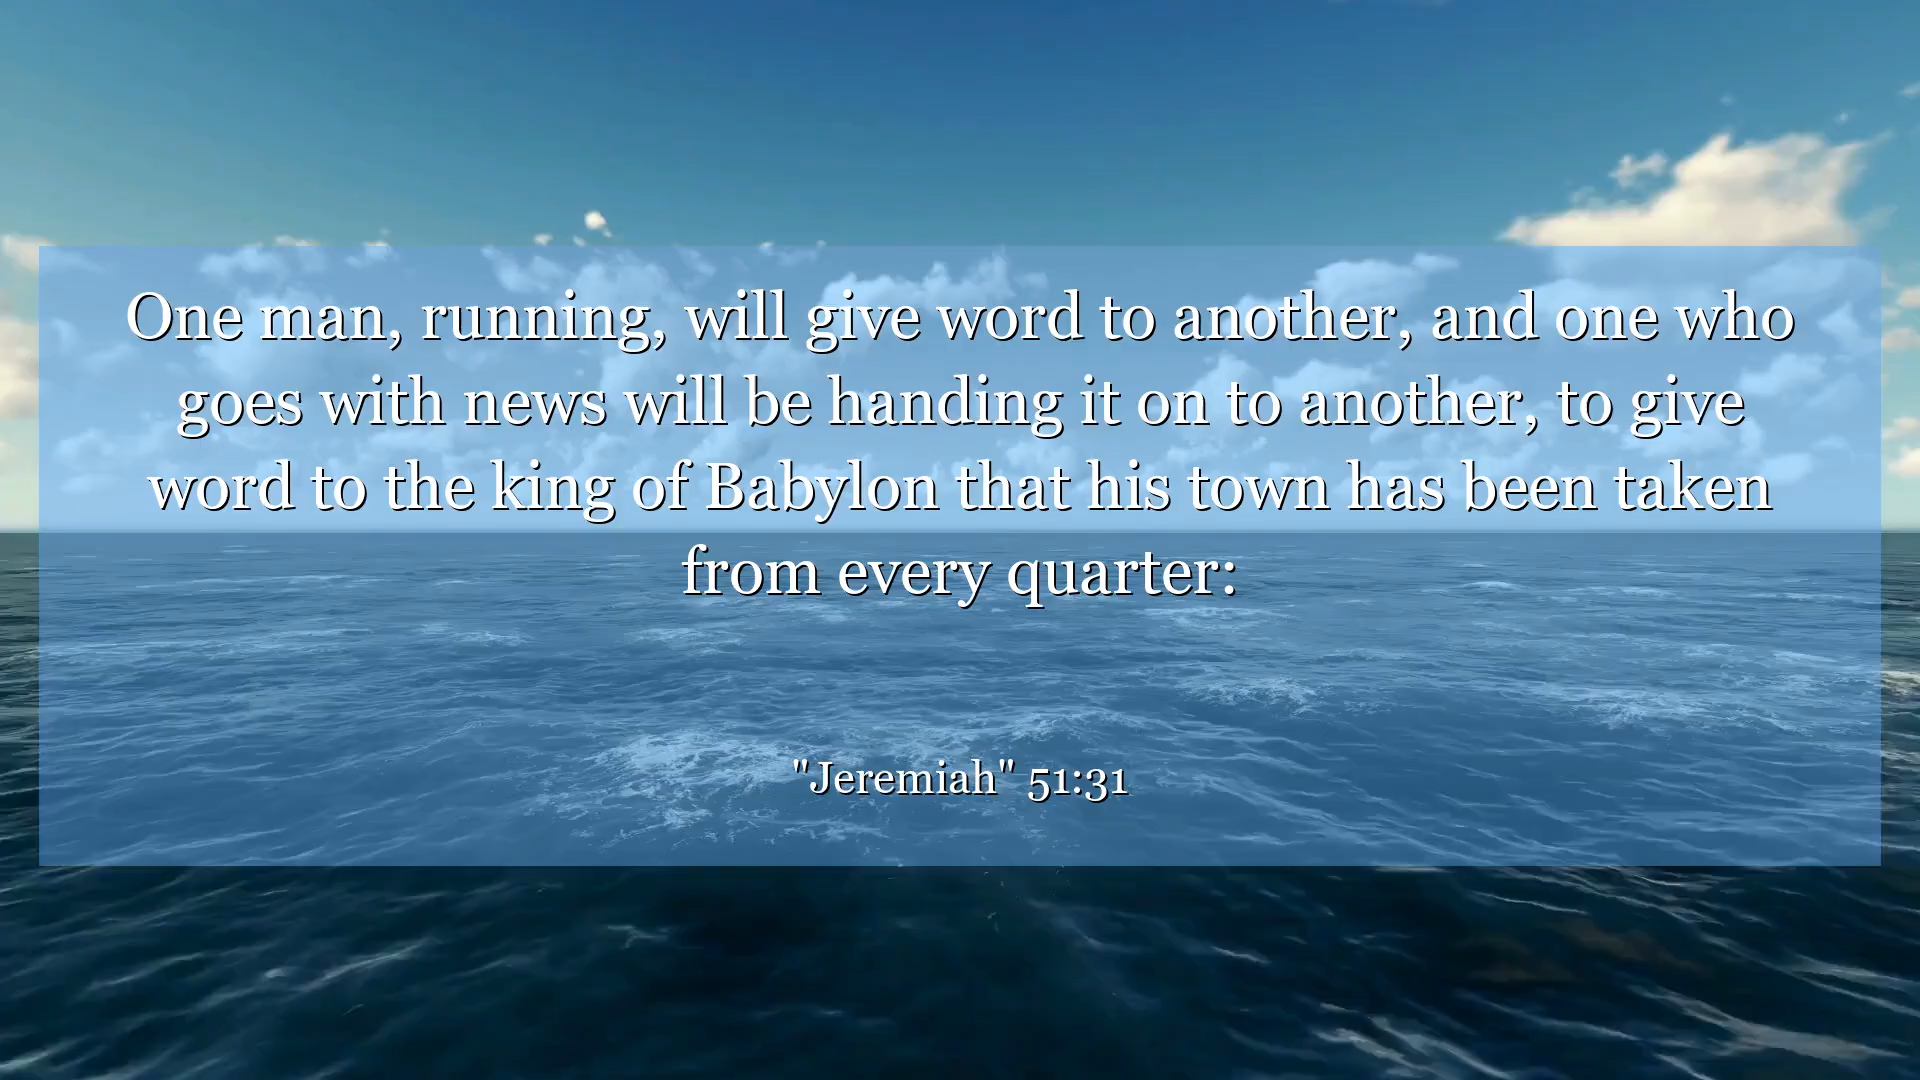 One man, running, will give word to another, and one who
goes with news will be handing it on to another, to give
word to the king of Babylon that his town has been taken
from every quarter:
"Jeremiah" 51:31